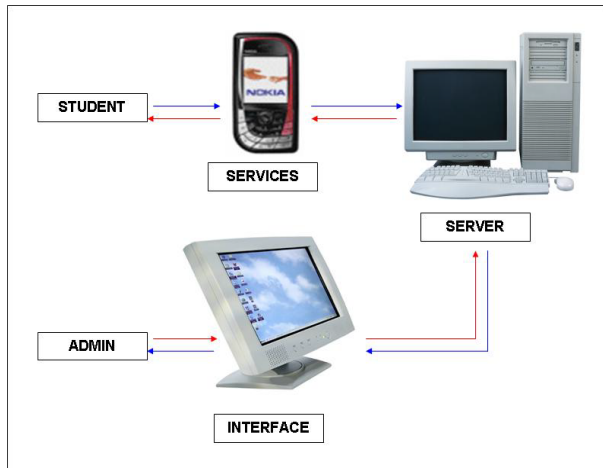 STUDENT
NOKIA
SERVICES
SERVER
ADMIN
INTERFACE